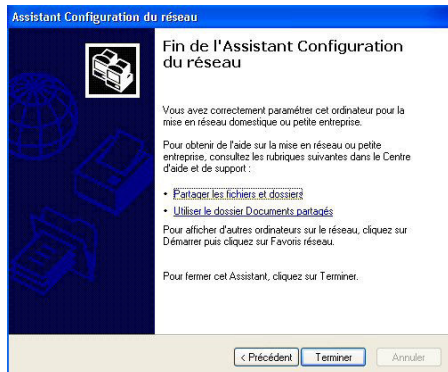 Assistant Configuration du réseau
Fin de l'Assistant Configuration
du réseau
Vous avez correctement paramétré cet ordinateur pour la
mise en réseau domestique ou petite entreprise.
Pour obtenir de l'aide sur la mise en réseau ou petite
entreprise, consultez les rubriques suivantes dans le Centre
d'aide et de support :
• Partager les fichiers et dossiers
• Utiliser le dossier Documents partagés
Pour afficher d'autres ordinateurs sur le réseau, cliquez sur
Démarrer puis cliquez sur Favoris réseau.
Pour fermer cet Assistant, cliquez sur Terminer.
< Précédent
Terminer
Annuler